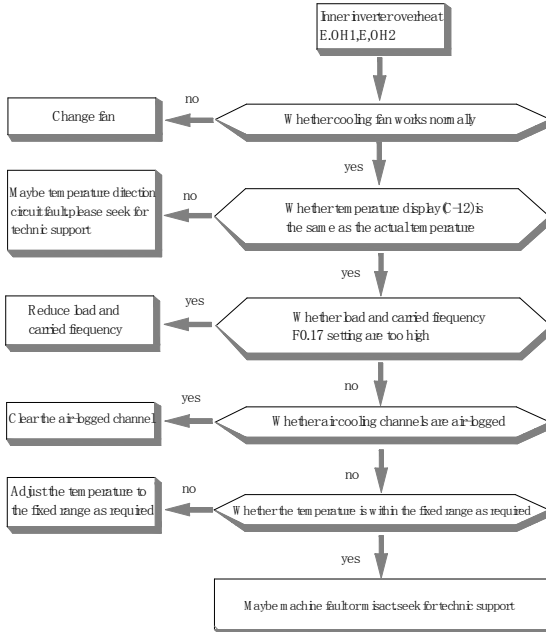 Inner inverter overheat
E.OH1,E,OH2
no
Change fan
Whether cooling fan works normally
yes
Maybe temperature direction
circuit fault,please seek for
technic support
no
Whether temperature display(C-12) is
the same as the actual temperature
yes
Reduce load and
carried frequency
yes
Whether load and carried frequency
F0.17 setting are too high
no
Clear the air-logged channel
yes
Whether air cooling channels are air-logged
no
Adjust the temperature to
the fixed range as required
no
Whether the temperature is within the fixed range as required
yes
Maybe machine fault or misact.seek for technic support